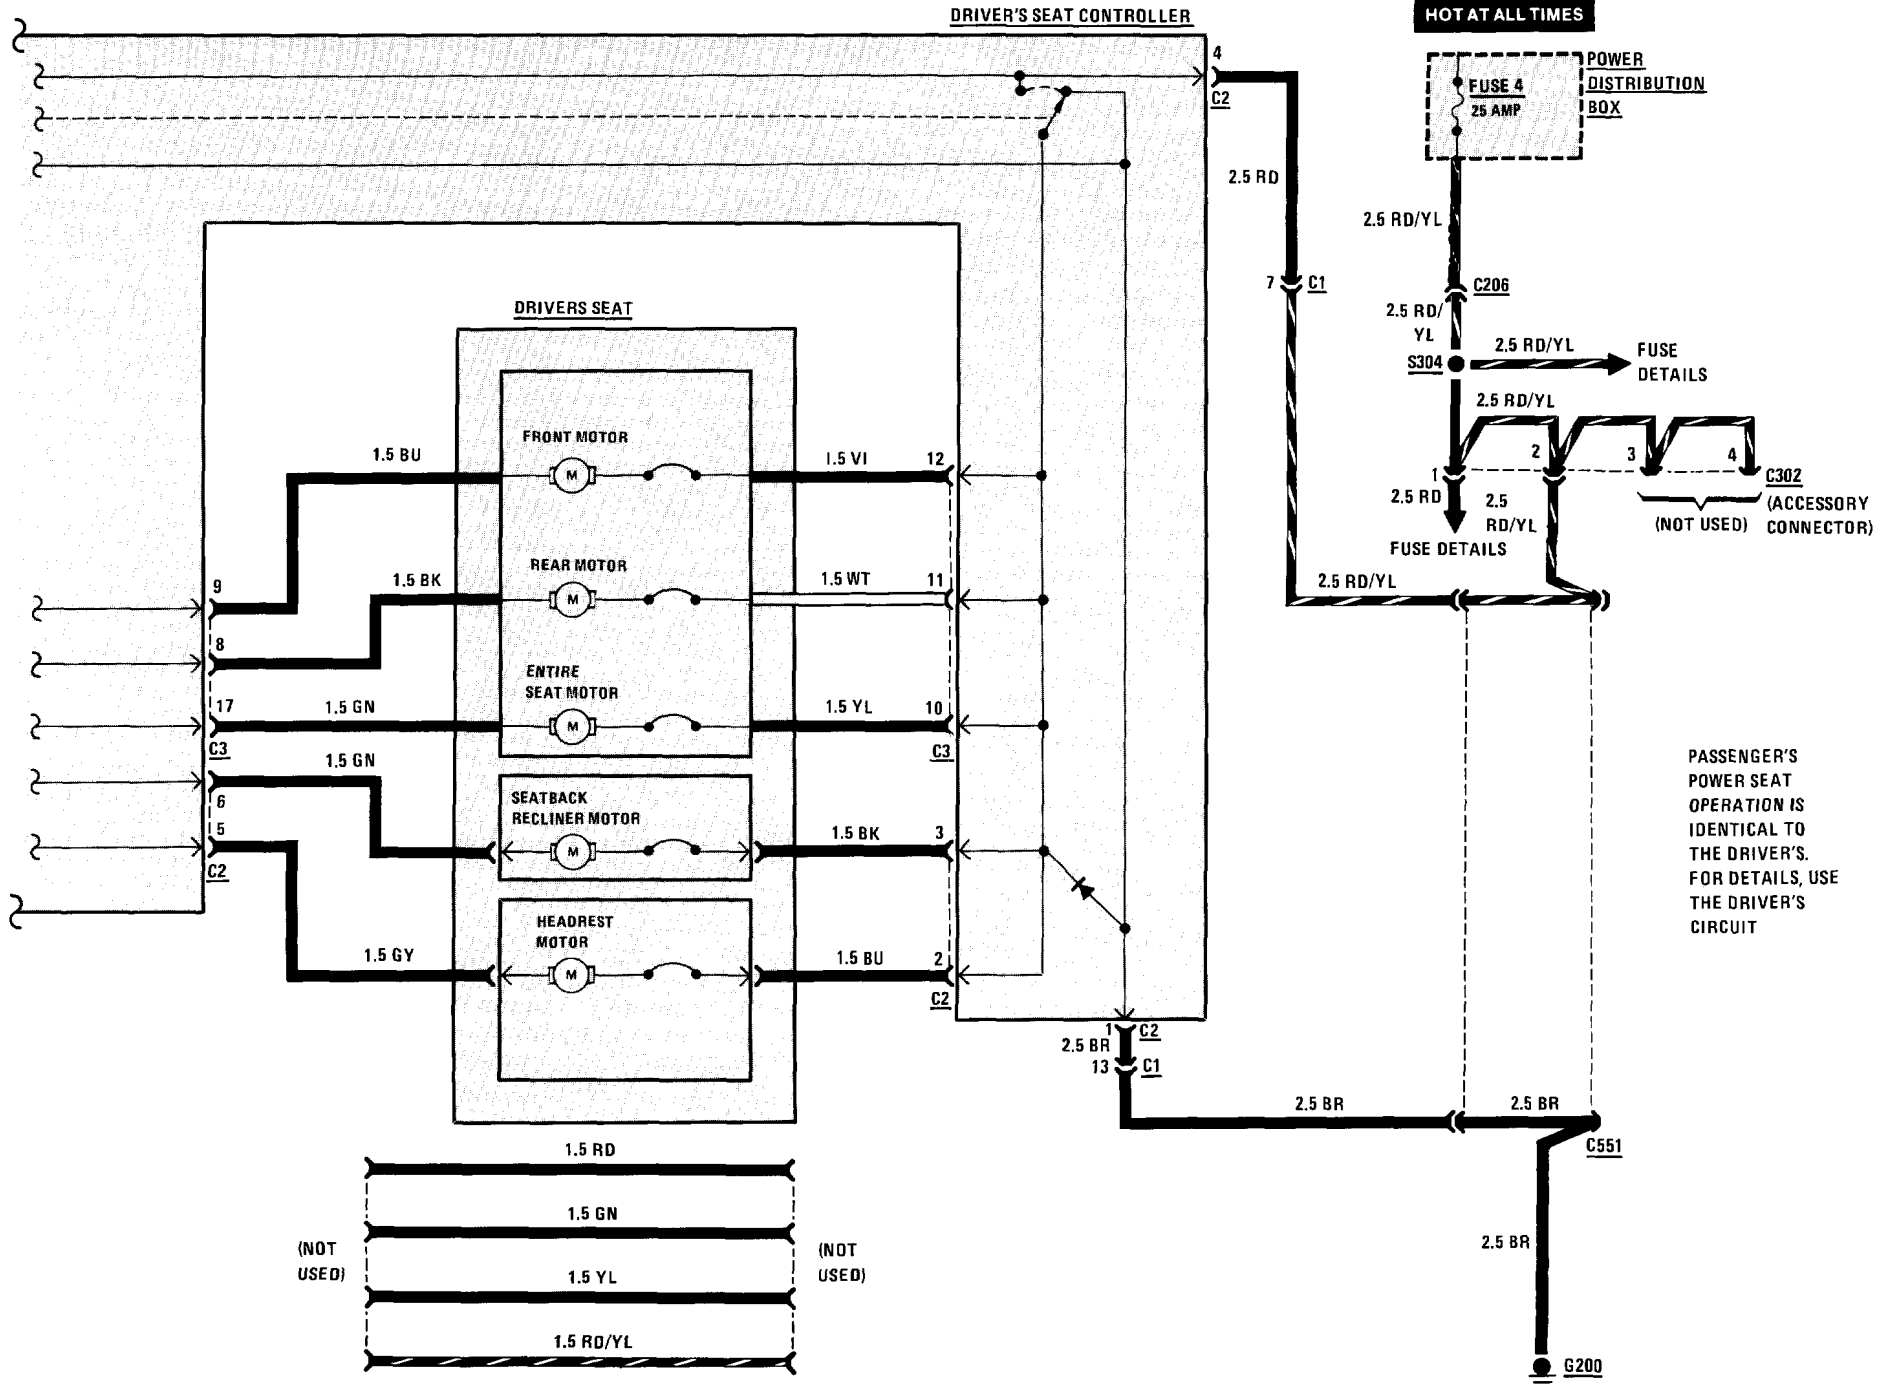 DRIVER'S SEAT CONTROLLER
HOT AT ALL TIMES
4
C2
POWER
DISTRIBUTION
BOX
FUSE 4
25 AMP
2.5 RD
2.5 RD/YL
7
C1
C206
2.5 RD/
YL
S304
2.5 RD/YL
FUSE
DETAILS
2.5 RD/YL
1
2
3
4
C302
(ACCESSORY
CONNECTOR)
(NOT USED)
2.5 RD
2.5
RD/YL
FUSE DETAILS
2.5 RD/YL
DRIVERS SEAT
FRONT MOTOR
M
1.5 BU
1.5 VI
12
REAR MOTOR
M
1.5 BK
1.5 WT
11
9
8
ENTIRE
SEAT MOTOR
M
17
1.5 GN
1.5 YL
10
C3
C3
1.5 GN
6
SEATBACK
RECLINER MOTOR
M
1.5 BK
3
5
C2
HEADREST
MOTOR
M
1.5 GY
1.5 BU
2
C2
PASSENGER'S
POWER SEAT
OPERATION IS
IDENTICAL TO
THE DRIVER'S.
FOR DETAILS, USE
THE DRIVER'S
CIRCUIT
1
C2
2.5 BR
13
C1
2.5 BR
2.5 BR
C551
2.5 BR
G200
1.5 RD
1.5 GN
(NOT
USED)
(NOT
USED)
1.5 YL
1.5 RD/YL